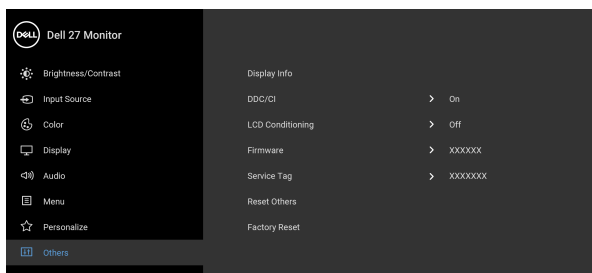 DELL Dell 27 Monitor
Brightness/Contrast
Input Source
Color
Display
Audio
Menu
Personalize
Others
Display Info
DDC/CI > On
LCD Conditioning > Off
Firmware > XXXXXX
Service Tag > XXXXXXX
Reset Others
Factory Reset